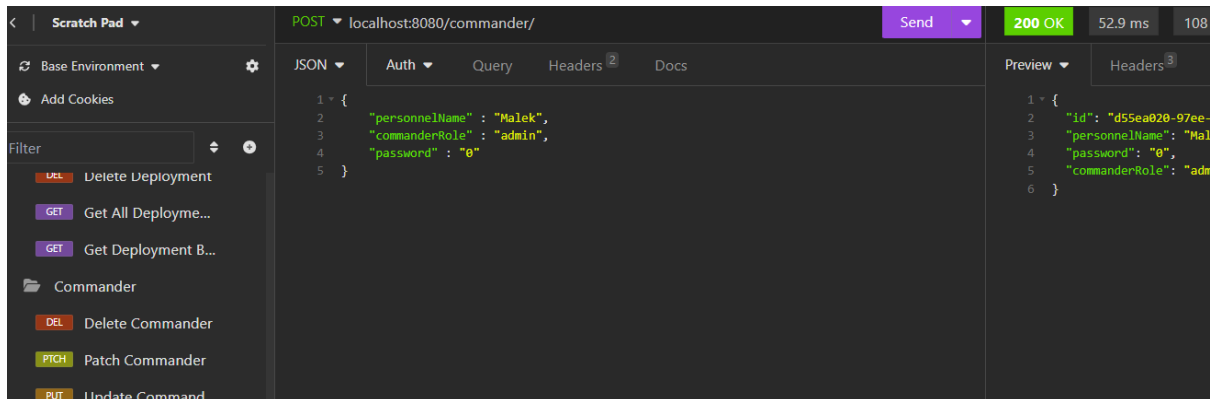 Scratch Pad
Base Environment
Add Cookies
Filter
DEL Delete Deployment
GET Get All Deployme...
GET Get Deployment B...
Commander
DEL Delete Commander
PTCH Patch Commander
PUT Update Command
POST localhost:8080/commander/
Send
JSON Auth Query Headers 2 Docs
1 {
2 "personnelName" : "Malek",
3 "commanderRole" : "admin",
4 "password" : "0"
5 }
200 OK 52.9 ms 108
Preview Headers 3
1 {
2 "id": "d55ea020-97ee-
3 "personnelName": "Mal
4 "password": "0",
5 "commanderRole": "adm
6 }